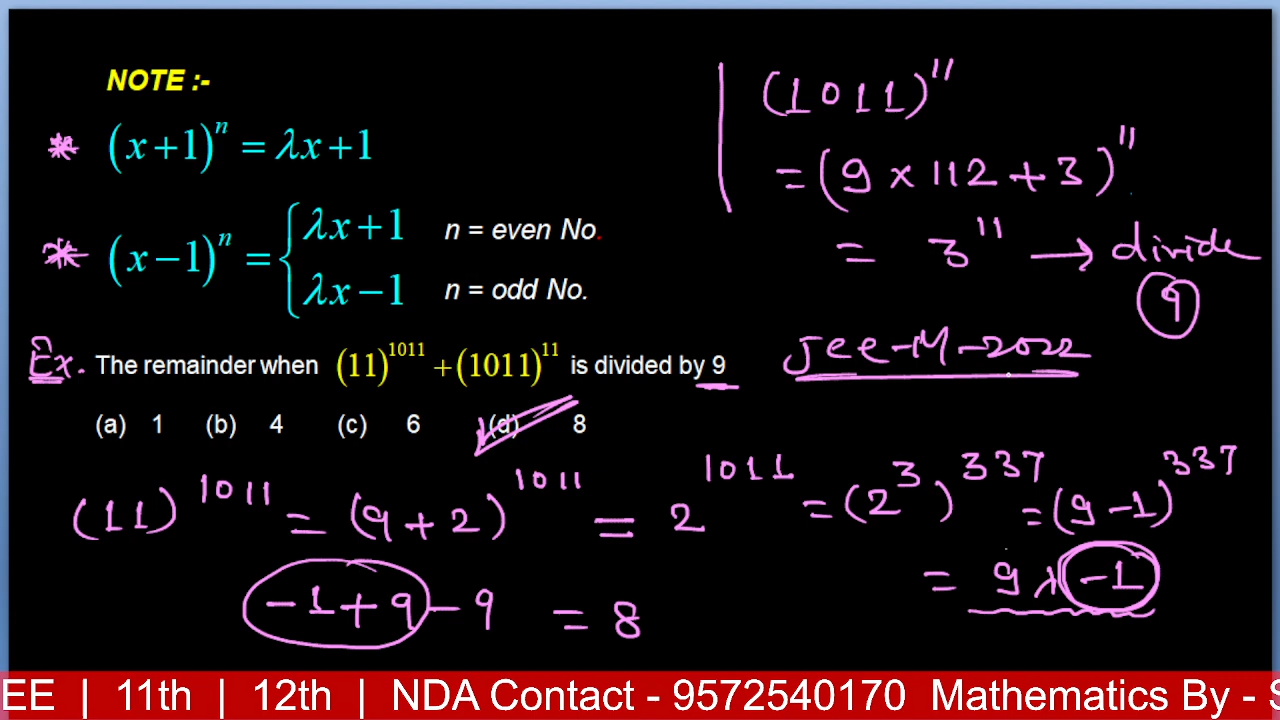 NOTE :-
* (x+1)^n = λx+1
* (x−1)^n = { λx+1 n = even No.
λx−1 n = odd No.
(1011)^11
= (9 × 112 + 3)^11
= 3^11 → divide
9
Ex. The remainder when (11)^1011 + (1011)^11 is divided by 9
Jee-M-2022
(a) 1 (b) 4 (c) 6 (d) 8
(11)^1011 = (9+2)^1011 = 2^1011 = (2^3)^337 = (9-1)^337
= 9λ-1
-1+9-9 = 8
EE | 11th | 12th | NDA Contact - 9572540170 Mathematics By - S